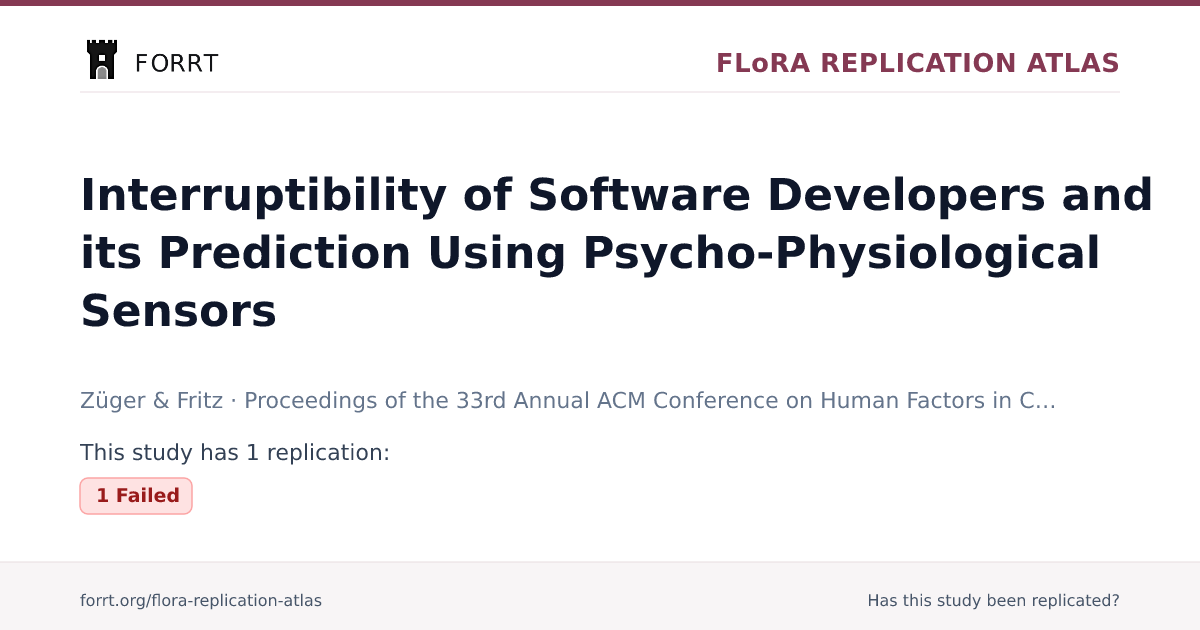 FORRT
FLoRA REPLICATION ATLAS
Interruptibility of Software Developers and
its Prediction Using Psycho-Physiological
Sensors
Züger & Fritz · Proceedings of the 33rd Annual ACM Conference on Human Factors in C…
This study has 1 replication:
1 Failed
forrt.org/flora-replication-atlas
Has this study been replicated?